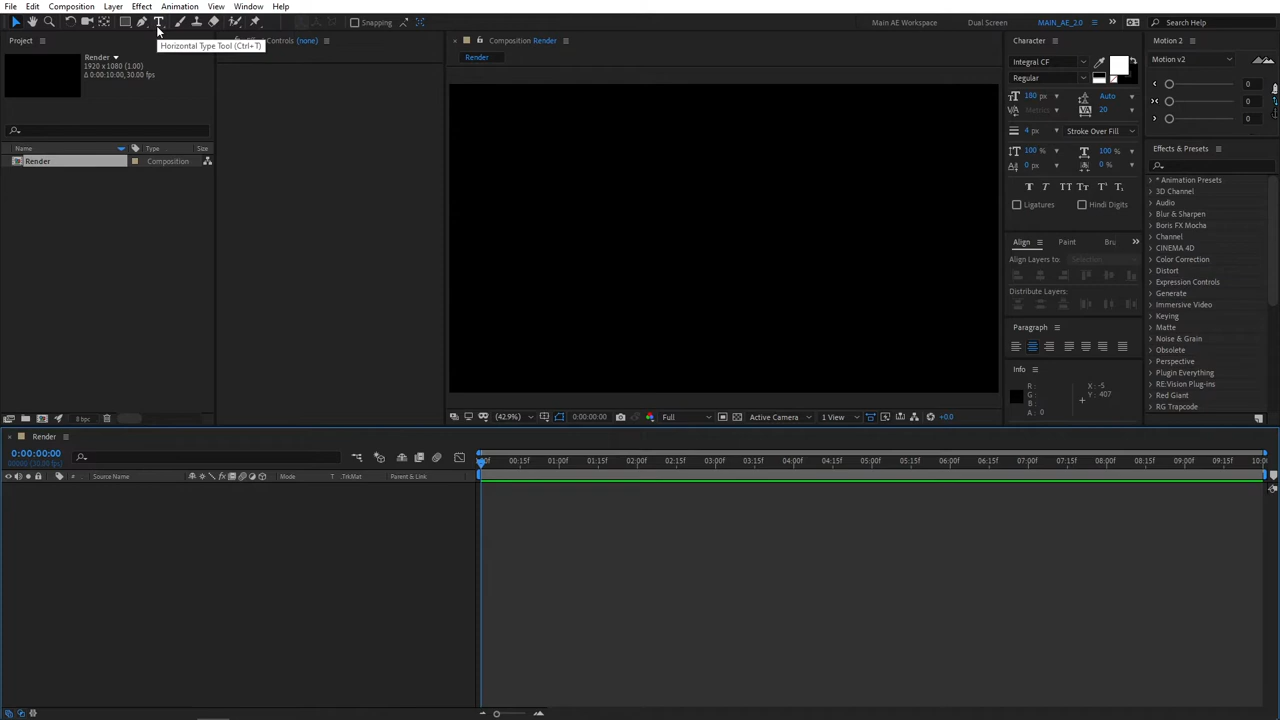 File Edit Composition Layer Effect Animation View Window Help
Snapping Main AE Workspace Dual Screen MAIN_AE_2.0 Search Help
Horizontal Type Tool (Ctrl+T)
Project
Controls (none)
Composition Render
Render
Render
1920 x 1080 (1.00)
Δ 0:00:10:00, 30.00 fps
Name Type Size
Render Composition
8 bpc
(42.9%) 0:00:00:00 Full Active Camera 1 View +0.0
Character
Integral CF
Regular
180 px Auto
Metrics 20
4 px Stroke Over Fill
100 % 100 %
0 px 0 %
Ligatures Hindi Digits
Align Paint Bru
Align Layers to: Selection
Distribute Layers:
Paragraph
Info
R : X : -5
G : Y : 407
B :
A : 0
Motion 2
Motion v2
0
0
0
Effects & Presets
* Animation Presets
3D Channel
Audio
Blur & Sharpen
Boris FX Mocha
Channel
CINEMA 4D
Color Correction
Distort
Expression Controls
Generate
Immersive Video
Keying
Matte
Noise & Grain
Obsolete
Perspective
Plugin Everything
RE:Vision Plug-ins
Red Giant
RG Trapcode
Render
0:00:00:00
00000 (30.00 fps)
# Source Name Mode T .TrkMat Parent & Link
00f 00:15f 01:00f 01:15f 02:00f 02:15f 03:00f 03:15f 04:00f 04:15f 05:00f 05:15f 06:00f 06:15f 07:00f 07:15f 08:00f 08:15f 09:00f 09:15f 10:0